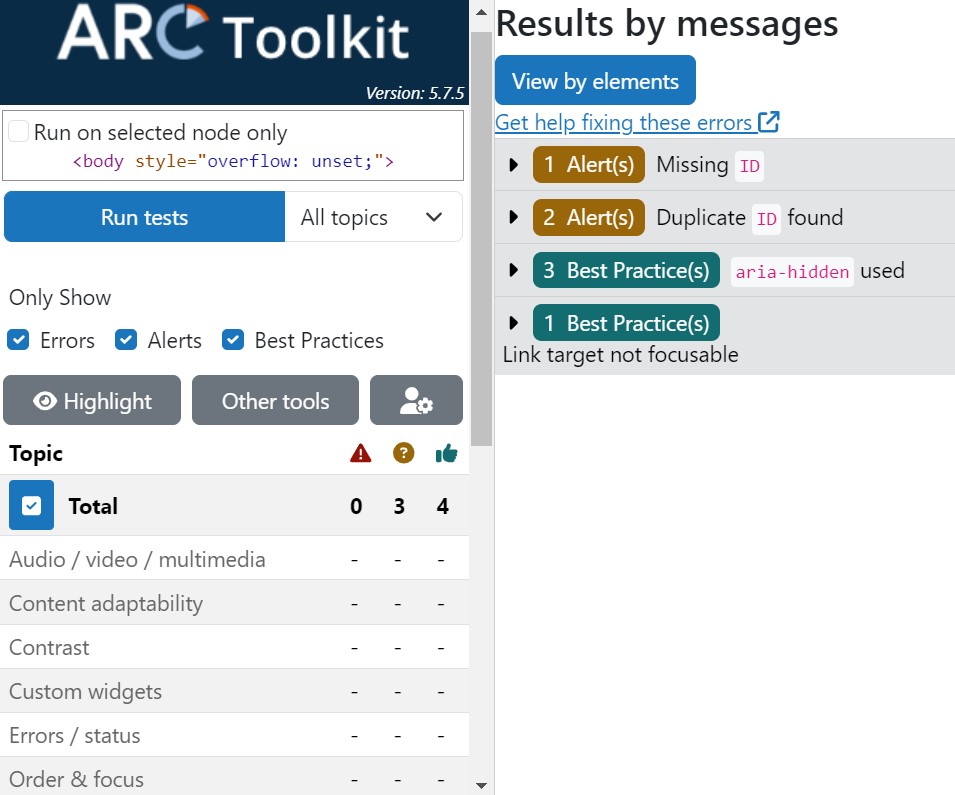 ARC Toolkit
Version: 5.7.5
Run on selected node only
<body style="overflow: unset;">
Run tests
All topics
Only Show
Errors
Alerts
Best Practices
Highlight
Other tools
Topic
Total 0 3 4
Audio / video / multimedia - - -
Content adaptability - - -
Contrast - - -
Custom widgets - - -
Errors / status - - -
Order & focus - - -
Results by messages
View by elements
Get help fixing these errors
1 Alert(s) Missing ID
2 Alert(s) Duplicate ID found
3 Best Practice(s) aria-hidden used
1 Best Practice(s)
Link target not focusable